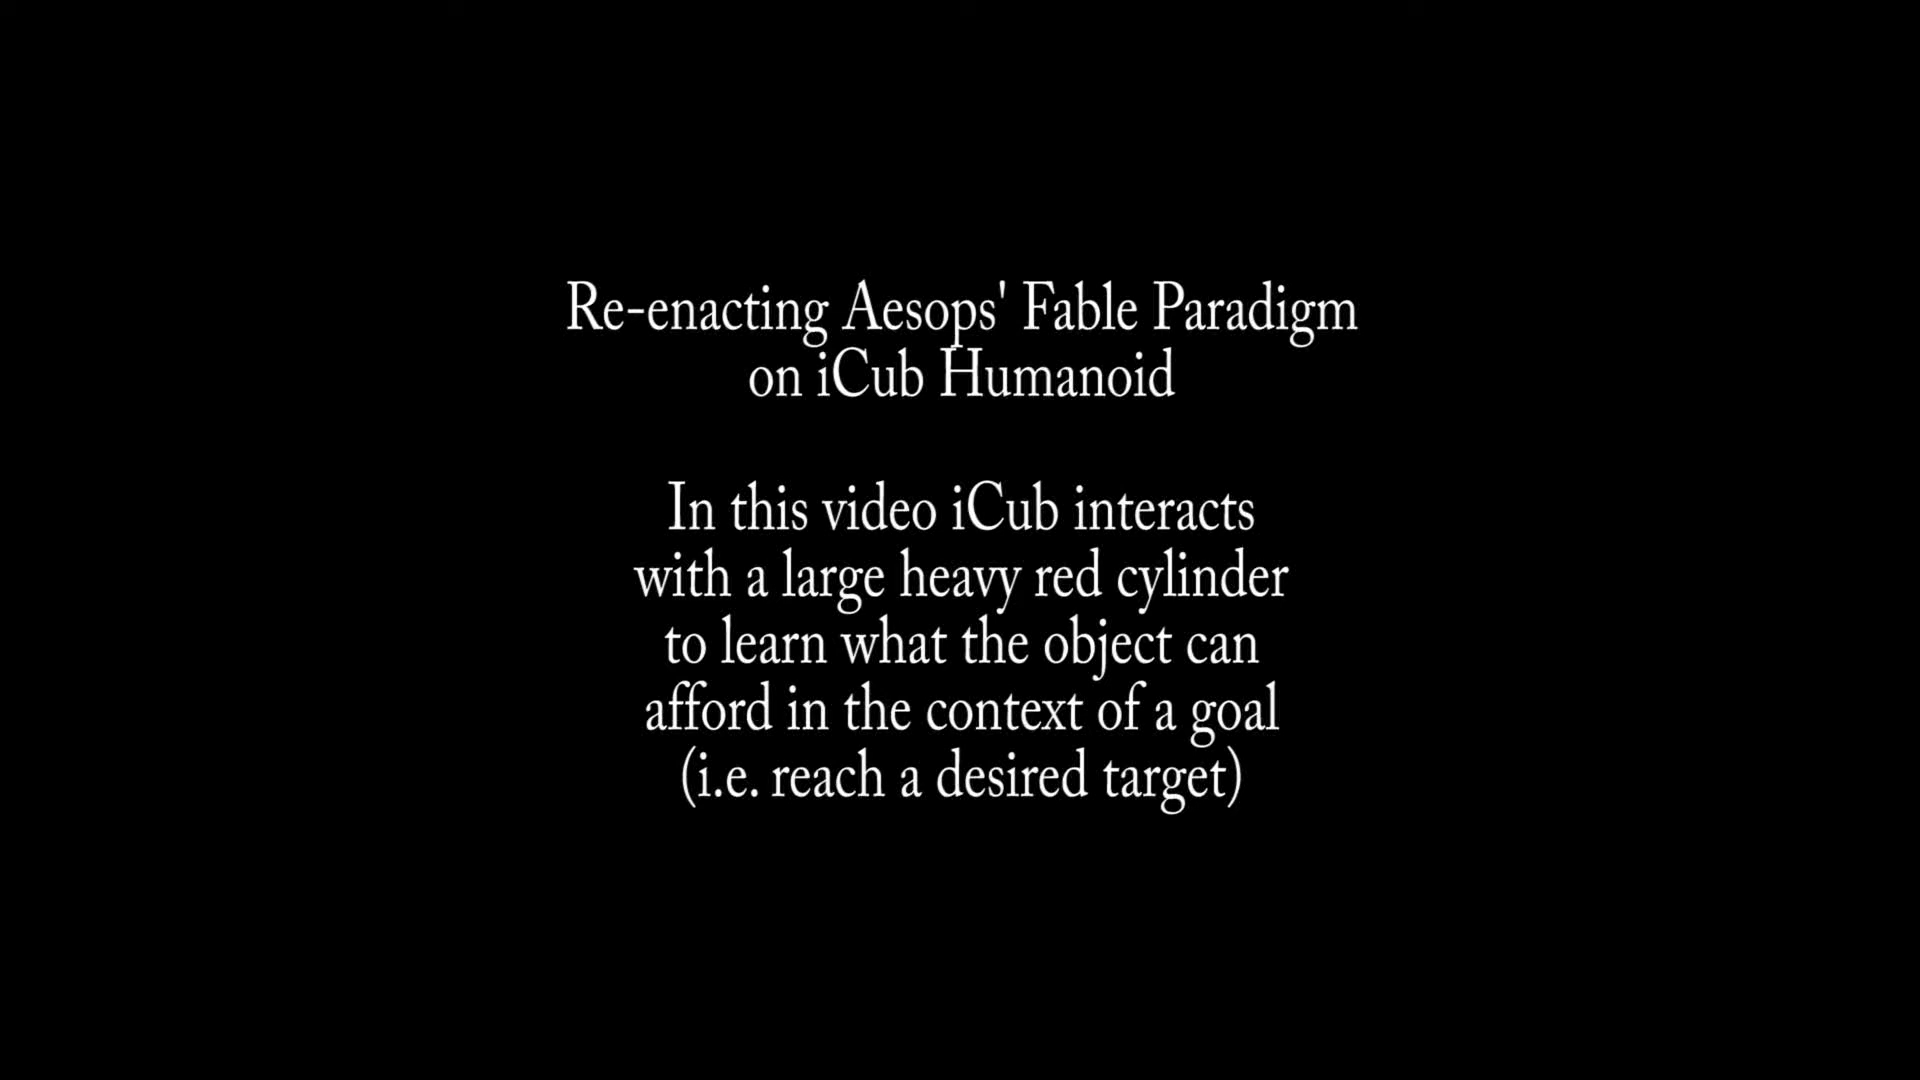 Re-enacting Aesops' Fable Paradigm
on iCub Humanoid
In this video iCub interacts
with a large heavy red cylinder
to learn what the object can
afford in the context of a goal
(i.e. reach a desired target)